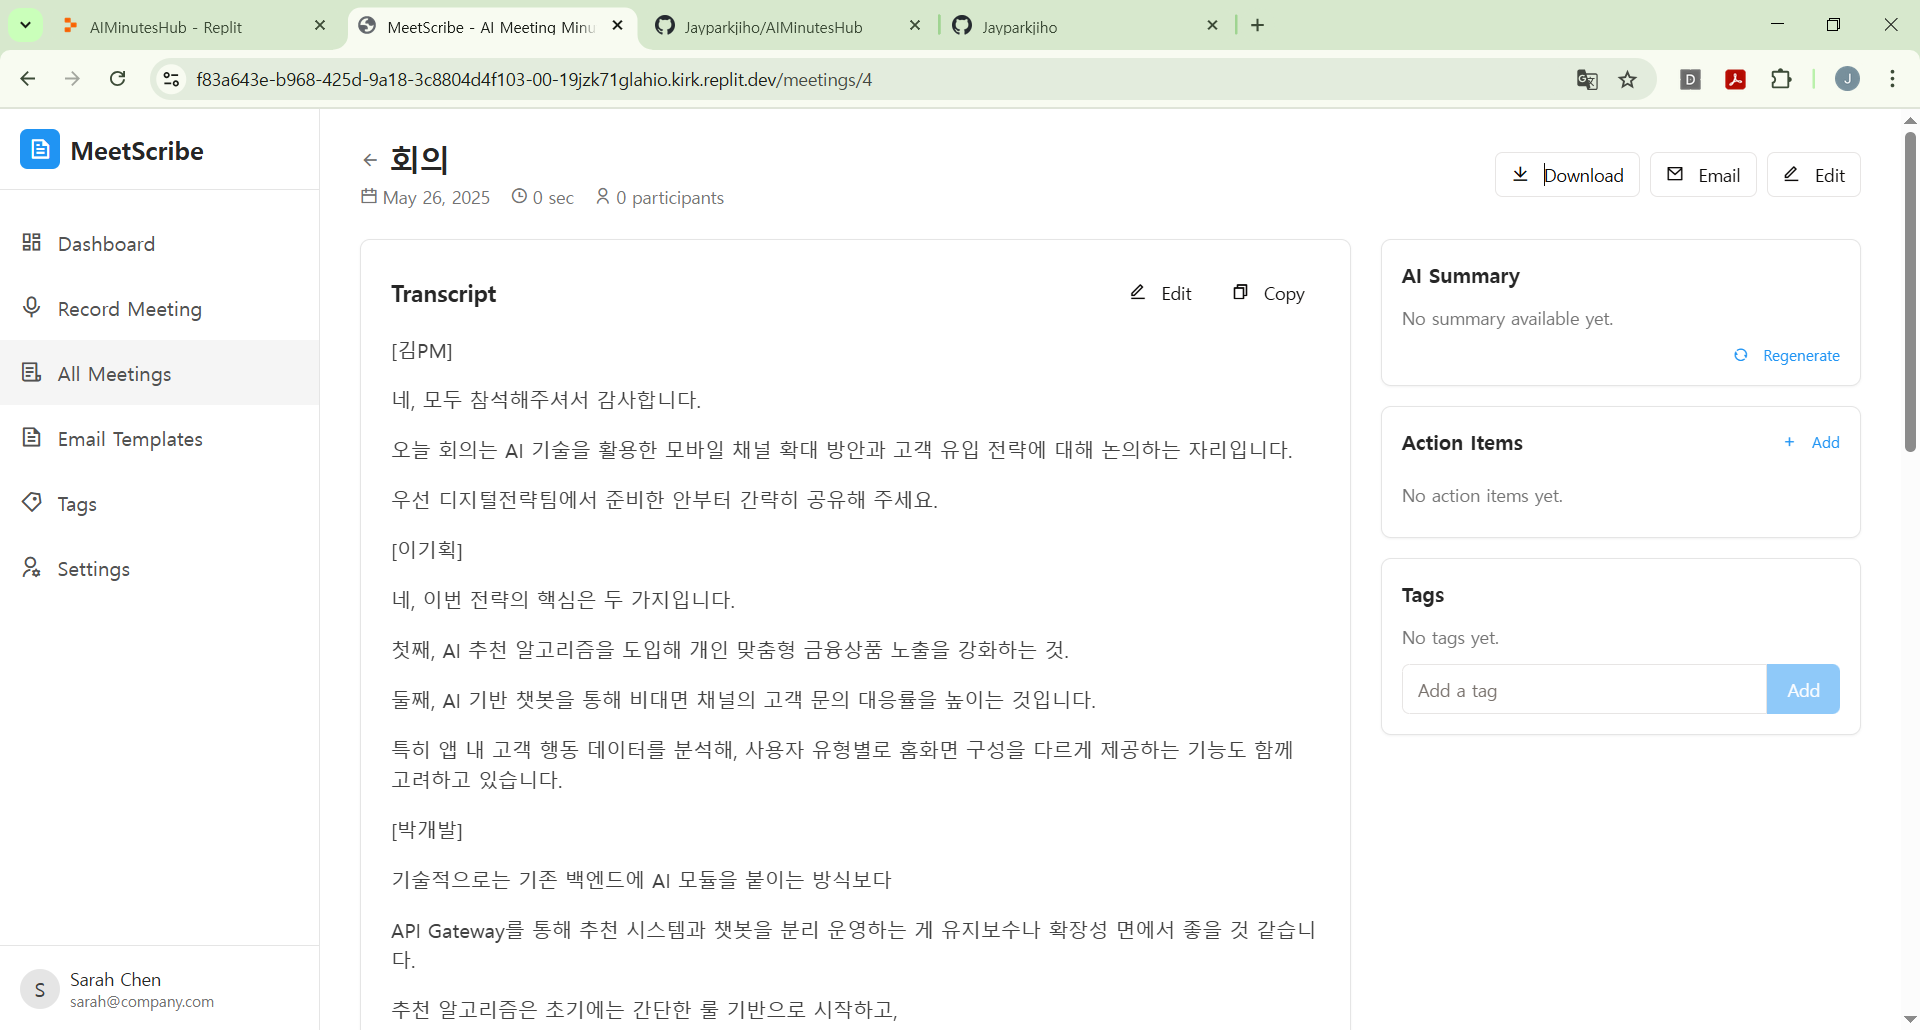 AIMinutesHub - Replit
MeetScribe - AI Meeting Minu
Jayparkjiho/AIMinutesHub
Jayparkjiho
f83a643e-b968-425d-9a18-3c8804d4f103-00-19jzk71glahio.kirk.replit.dev/meetings/4
D
J
MeetScribe
Dashboard
Record Meeting
All Meetings
Email Templates
Tags
Settings
S
Sarah Chen
sarah@company.com
회의
May 26, 2025
0 sec
0 participants
Download
Email
Edit
Transcript
Edit
Copy
[김PM]
네, 모두 참석해주셔서 감사합니다.
오늘 회의는 AI 기술을 활용한 모바일 채널 확대 방안과 고객 유입 전략에 대해 논의하는 자리입니다.
우선 디지털전략팀에서 준비한 안부터 간략히 공유해 주세요.
[이기획]
네, 이번 전략의 핵심은 두 가지입니다.
첫째, AI 추천 알고리즘을 도입해 개인 맞춤형 금융상품 노출을 강화하는 것.
둘째, AI 기반 챗봇을 통해 비대면 채널의 고객 문의 대응률을 높이는 것입니다.
특히 앱 내 고객 행동 데이터를 분석해, 사용자 유형별로 홈화면 구성을 다르게 제공하는 기능도 함께
고려하고 있습니다.
[박개발]
기술적으로는 기존 백엔드에 AI 모듈을 붙이는 방식보다
API Gateway를 통해 추천 시스템과 챗봇을 분리 운영하는 게 유지보수나 확장성 면에서 좋을 것 같습니
다.
추천 알고리즘은 초기에는 간단한 룰 기반으로 시작하고,
AI Summary
No summary available yet.
Regenerate
Action Items
+ Add
No action items yet.
Tags
No tags yet.
Add a tag
Add